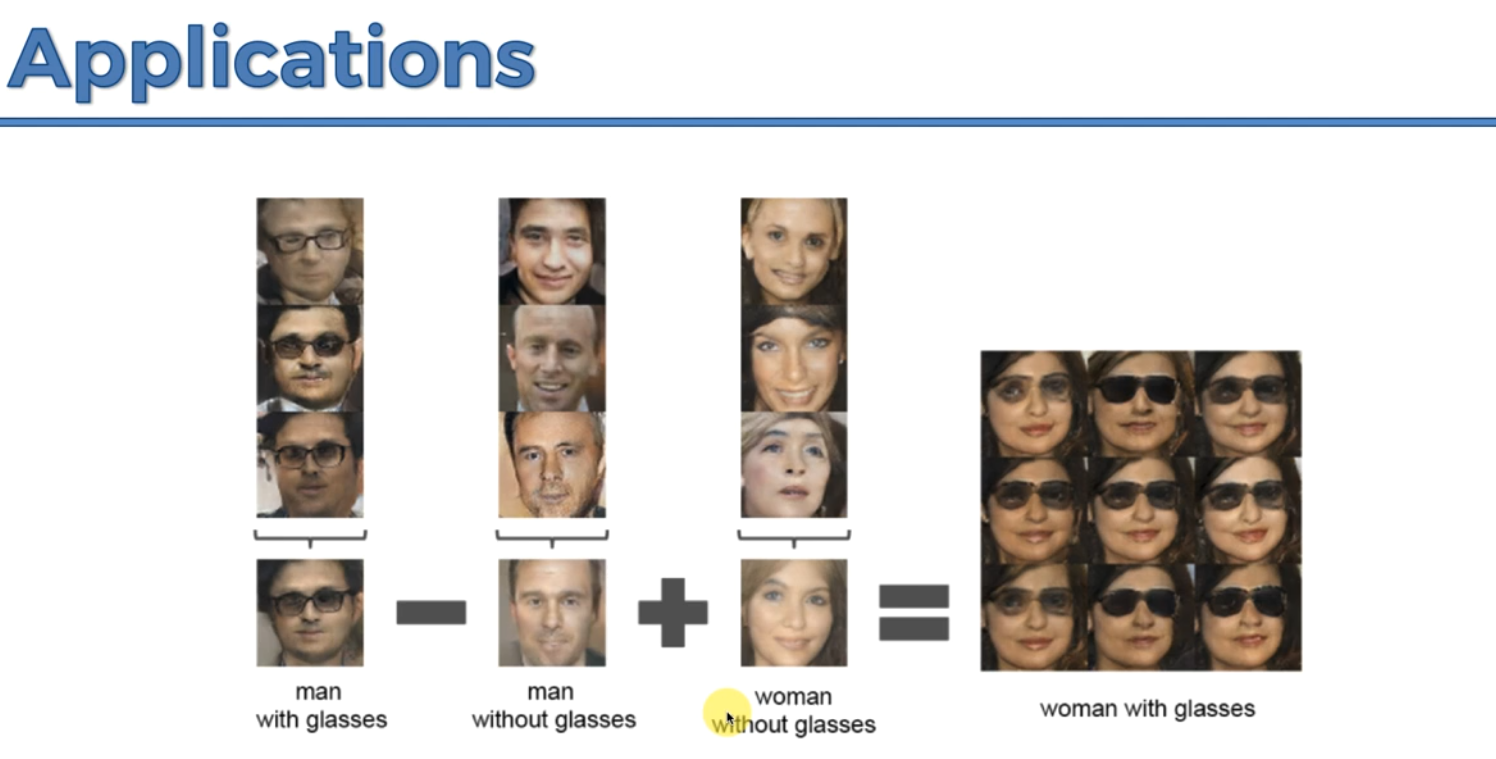 Applications
man
with glasses
man
without glasses
woman
without glasses
woman with glasses